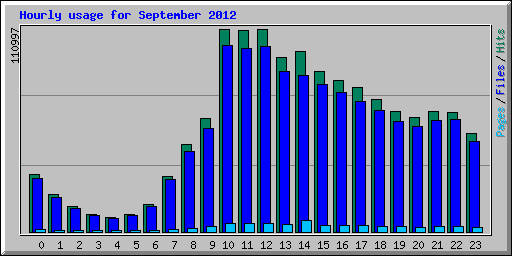 Hourly usage for September 2012
110997
Pages / Files / Hits
0 1 2 3 4 5 6 7 8 9 10 11 12 13 14 15 16 17 18 19 20 21 22 23